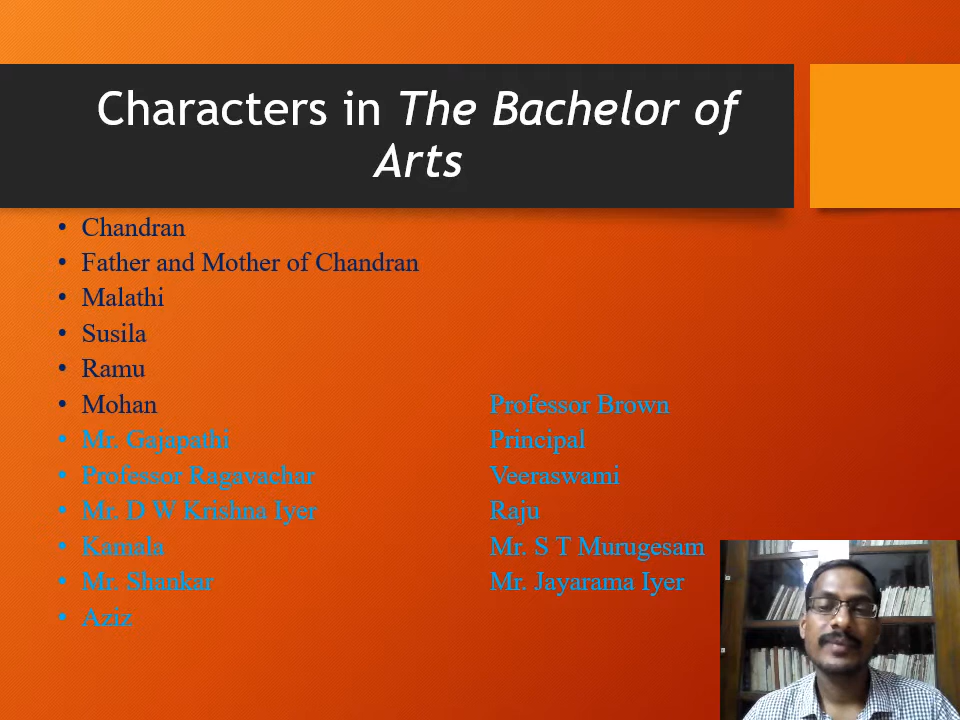 Characters in The Bachelor of
Arts
• Chandran
• Father and Mother of Chandran
• Malathi
• Susila
• Ramu
• Mohan Professor Brown
• Mr. Gajapathi Principal
• Professor Ragavachar Veeraswami
• Mr. D W Krishna Iyer Raju
• Kamala Mr. S T Murugesam
• Mr. Shankar Mr. Jayarama Iyer
• Aziz